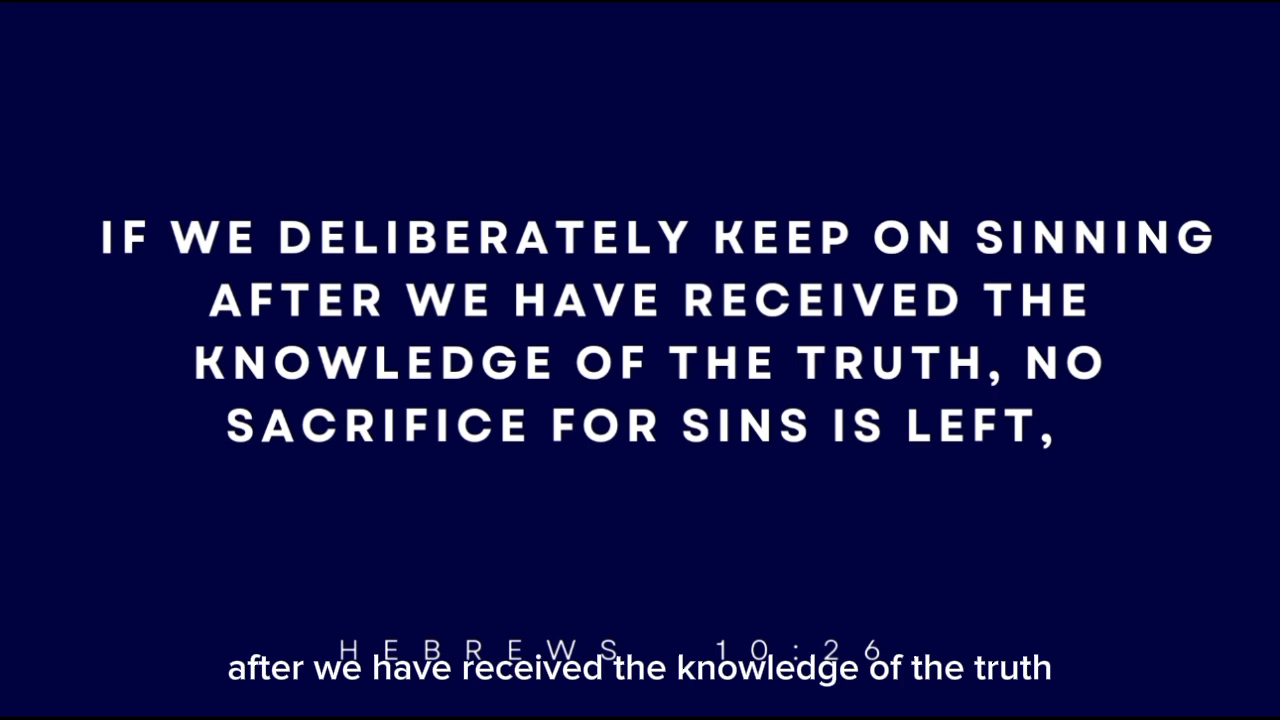 IF WE DELIBERATELY KEEP ON SINNING
AFTER WE HAVE RECEIVED THE
KNOWLEDGE OF THE TRUTH, NO
SACRIFICE FOR SINS IS LEFT,
HEBREWS 10:26
after we have received the knowledge of the truth